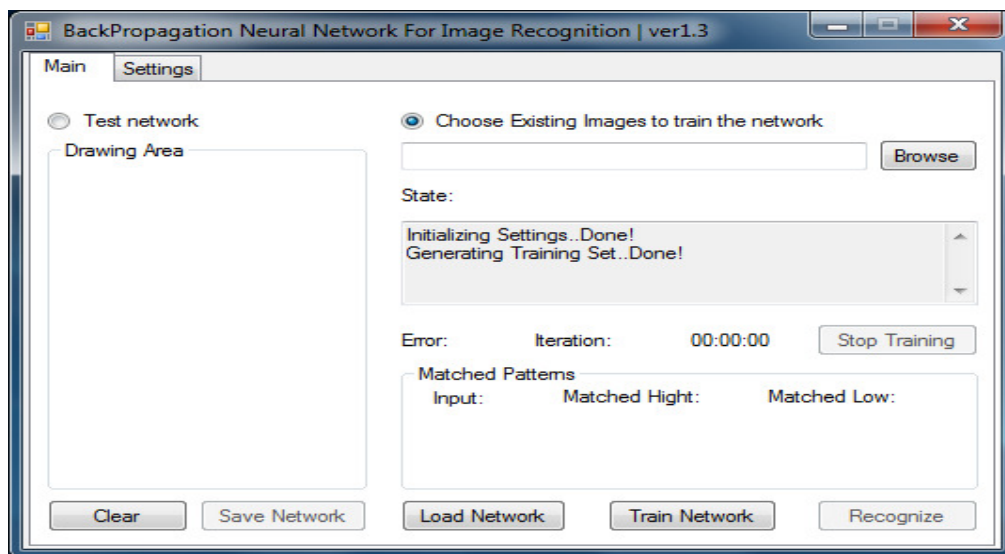 BackPropagation Neural Network For Image Recognition | ver1.3
Main Settings
Test network
Choose Existing Images to train the network
Drawing Area
Browse
State:
Initializing Settings..Done!
Generating Training Set..Done!
Error: Iteration: 00:00:00 Stop Training
Matched Patterns
Input: Matched Hight: Matched Low:
Clear Save Network Load Network Train Network Recognize